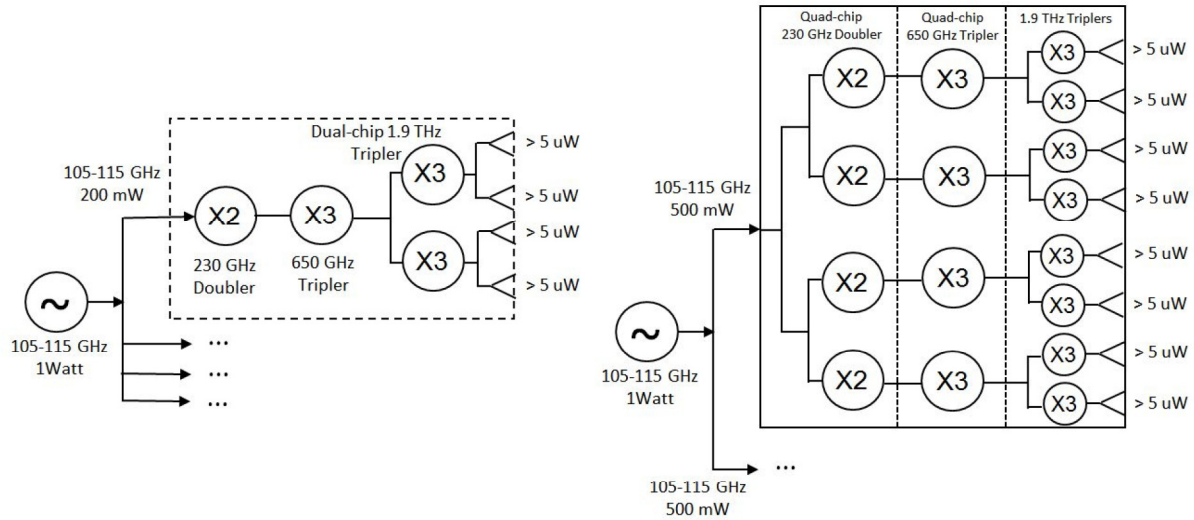 Dual-chip 1.9 THz
Tripler
105-115 GHz
200 mW
X2
X3
X3
X3
> 5 uW
> 5 uW
> 5 uW
> 5 uW
230 GHz
Doubler
650 GHz
Tripler
~
105-115 GHz
1Watt
...
...
...
Quad-chip
230 GHz Doubler
Quad-chip
650 GHz Tripler
1.9 THz Triplers
105-115 GHz
500 mW
X2
X3
X3
> 5 uW
X3
> 5 uW
X2
X3
X3
> 5 uW
X3
> 5 uW
X2
X3
X3
> 5 uW
X3
> 5 uW
X2
X3
X3
> 5 uW
X3
> 5 uW
~
105-115 GHz
1Watt
...
105-115 GHz
500 mW